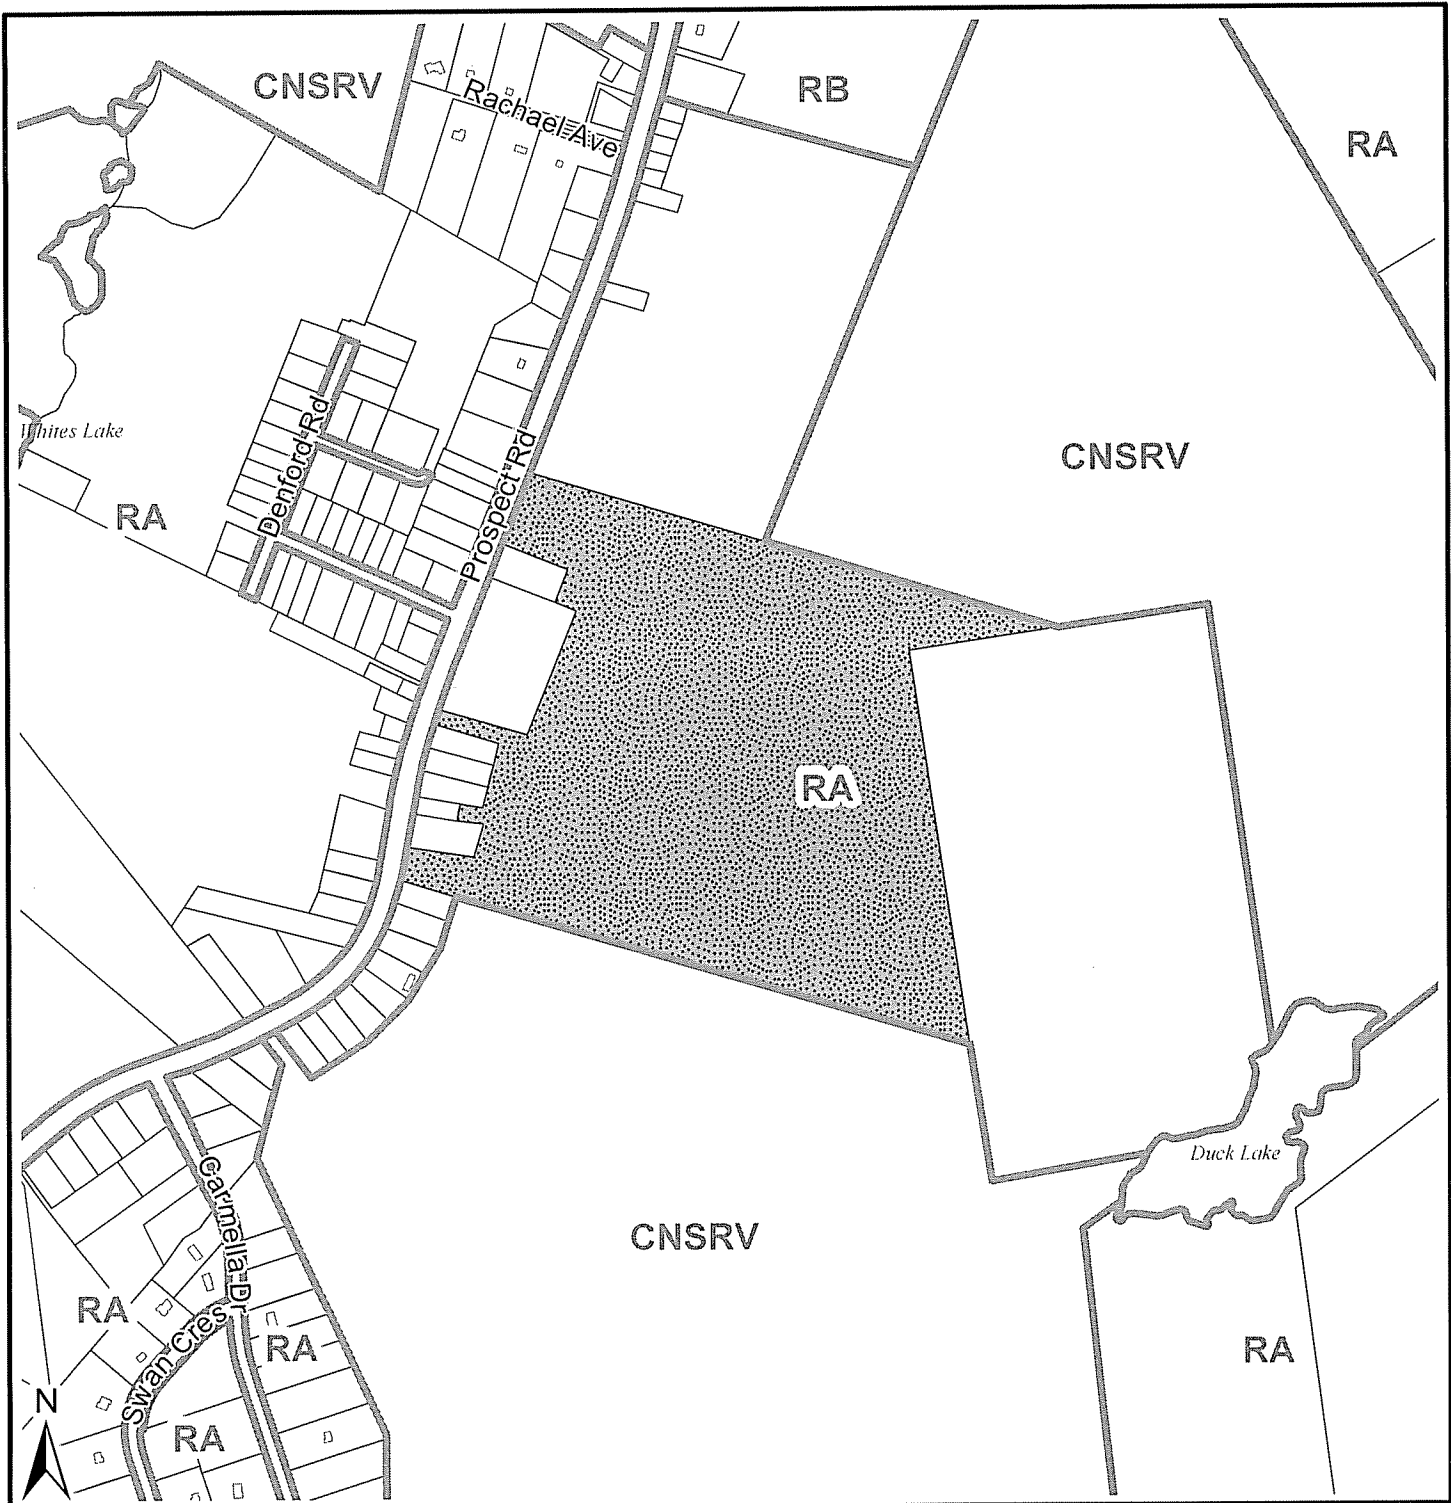 CNSRV
Rachael Ave
RB
RA
Whites Lake
Denford Rd
Prospect Rd
CNSRV
RA
RA
Duck Lake
Carmella Dr
CNSRV
RA
Swan Cres
RA
RA
N
RA